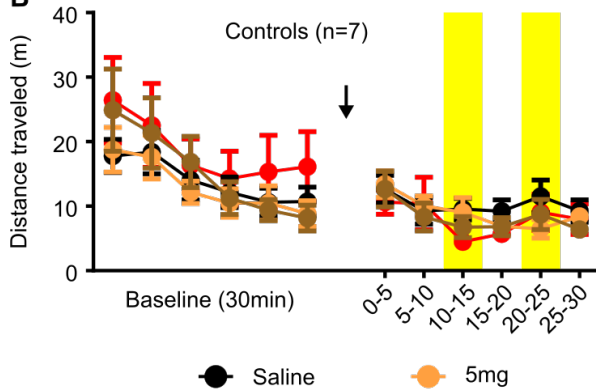 B
40
Controls (n=7)
30
20
10
0
Distance traveled (m)
Baseline (30min)
0-5
5-10
10-15
15-20
20-25
25-30
Saline
5mg